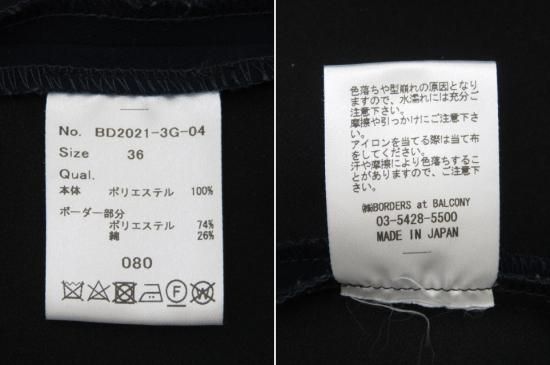 No. BD2021-3G-04
Size 36
Qual.
本体 ポリエステル 100%
ボーダー部分
ポリエステル 74%
綿 26%
080
色落ちや型崩れの原因となり
ますので、水濡れには充分ご
注意下さい。
摩擦や引っかけにご注意下さ
い。
アイロンを当てる際は当て布
をしてください。
汗や摩擦により色落ちするこ
とがありますので、ご注意下
さい。
㈱BORDERS at BALCONY
03-5428-5500
MADE IN JAPAN